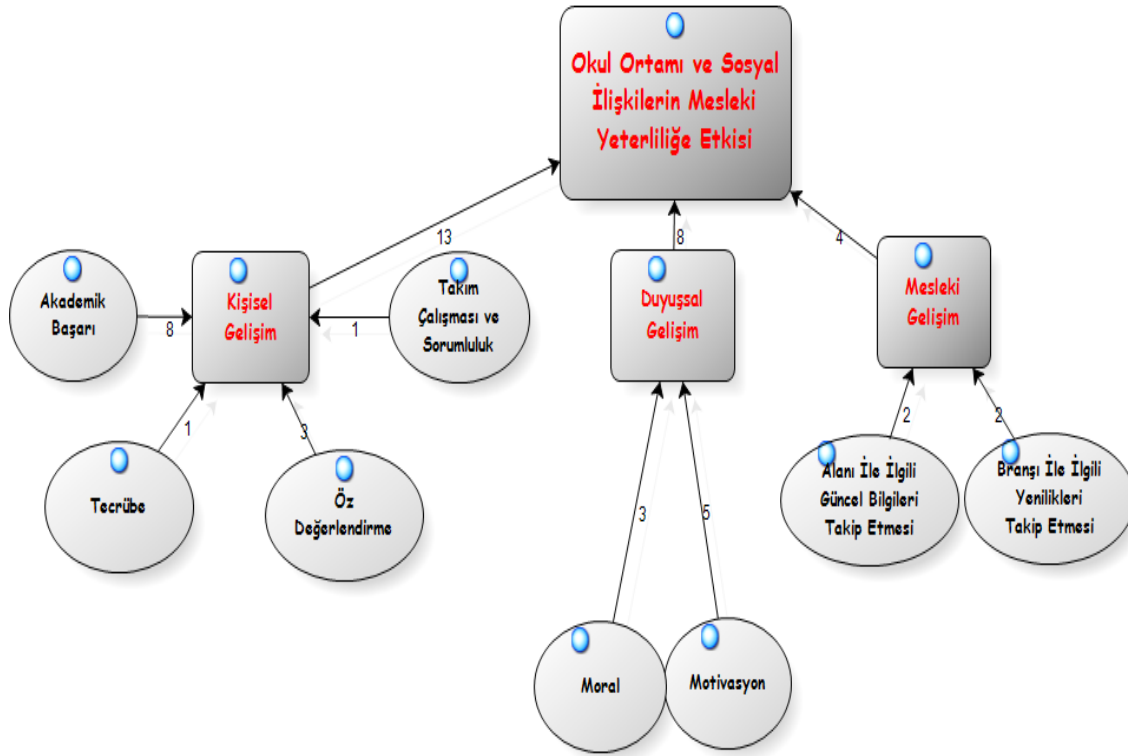 Okul Ortamı ve Sosyal
İlişkilerin Mesleki
Yeterliliğe Etkisi
13
8
4
Akademik
Başarı
8
Kişisel
Gelişim
1
Takım
Çalışması ve
Sorumluluk
Duyuşsal
Gelişim
Mesleki
Gelişim
1
3
2
2
Tecrübe
Öz
Değerlendirme
Alanı İle İlgili
Güncel Bilgileri
Takip Etmesi
Branşı İle İlgili
Yenilikleri
Takip Etmesi
3
5
Moral
Motivasyon